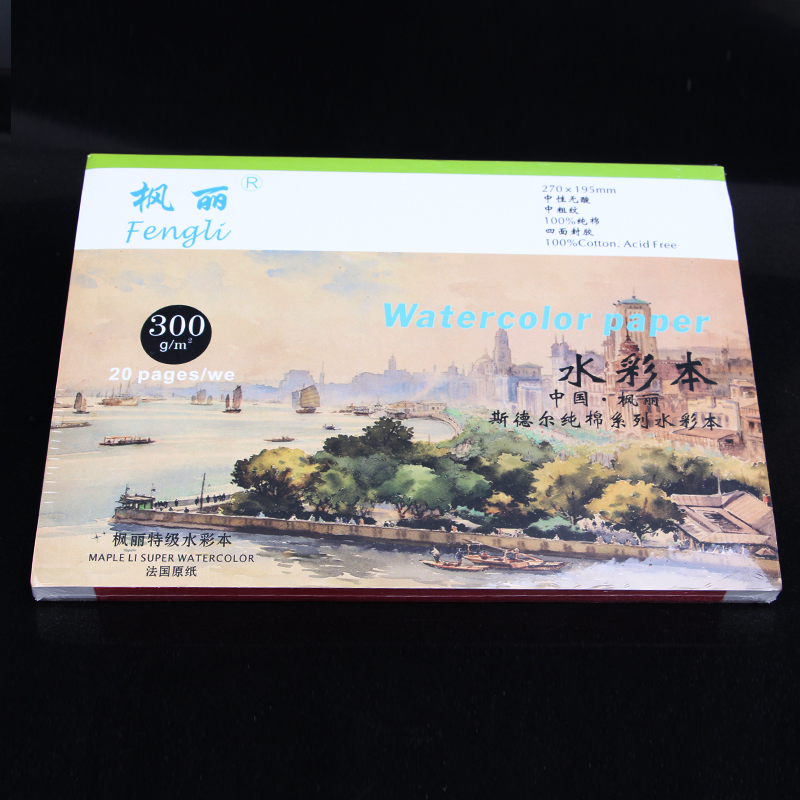 枫丽®
Fengli
270×195mm
中性无酸
中粗纹
100%纯棉
四面封胶
100%Cotton, Acid Free
300
g/m²
20 pages/we
Watercolor paper
水彩本
中国·枫丽
斯德尔纯棉系列水彩本
枫丽特级水彩本
MAPLE LI SUPER WATERCOLOR
法国原纸